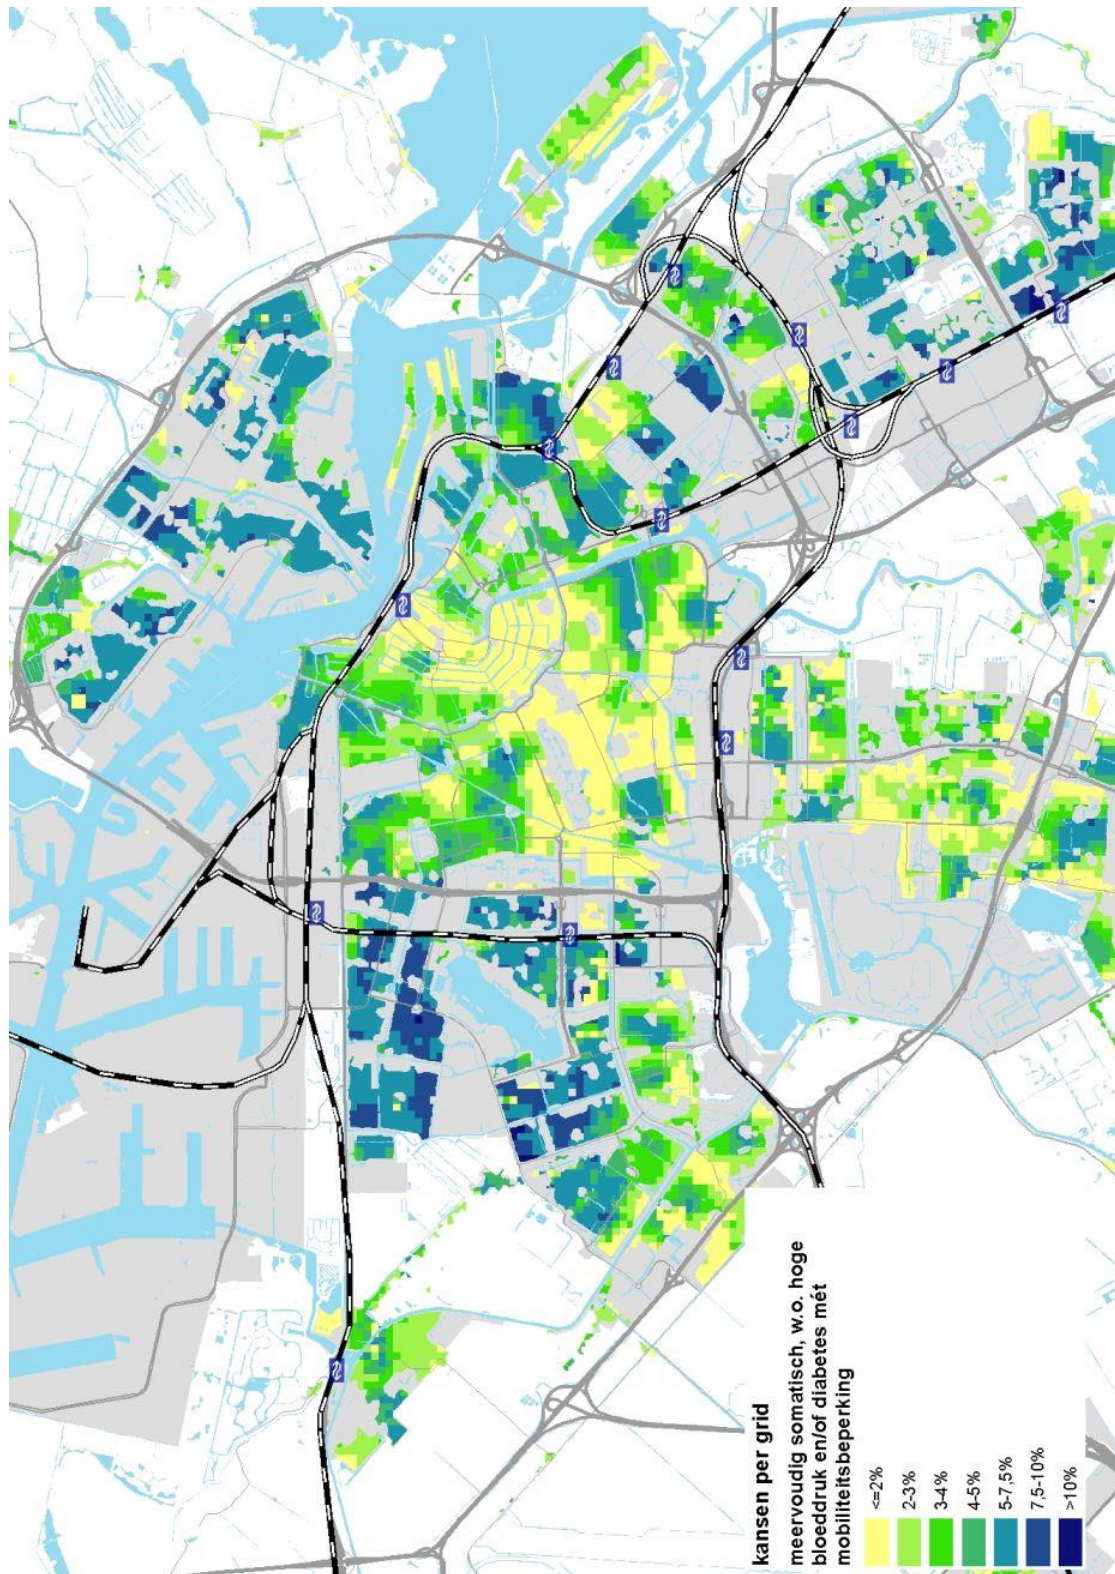 kansen per grid
meervoudig somatisch, w.o. hoge
bloeddruk en/of diabetes mét
mobiliteitsbeperking
<=2%
2-3%
3-4%
4-5%
5-7,5%
7,5-10%
>10%